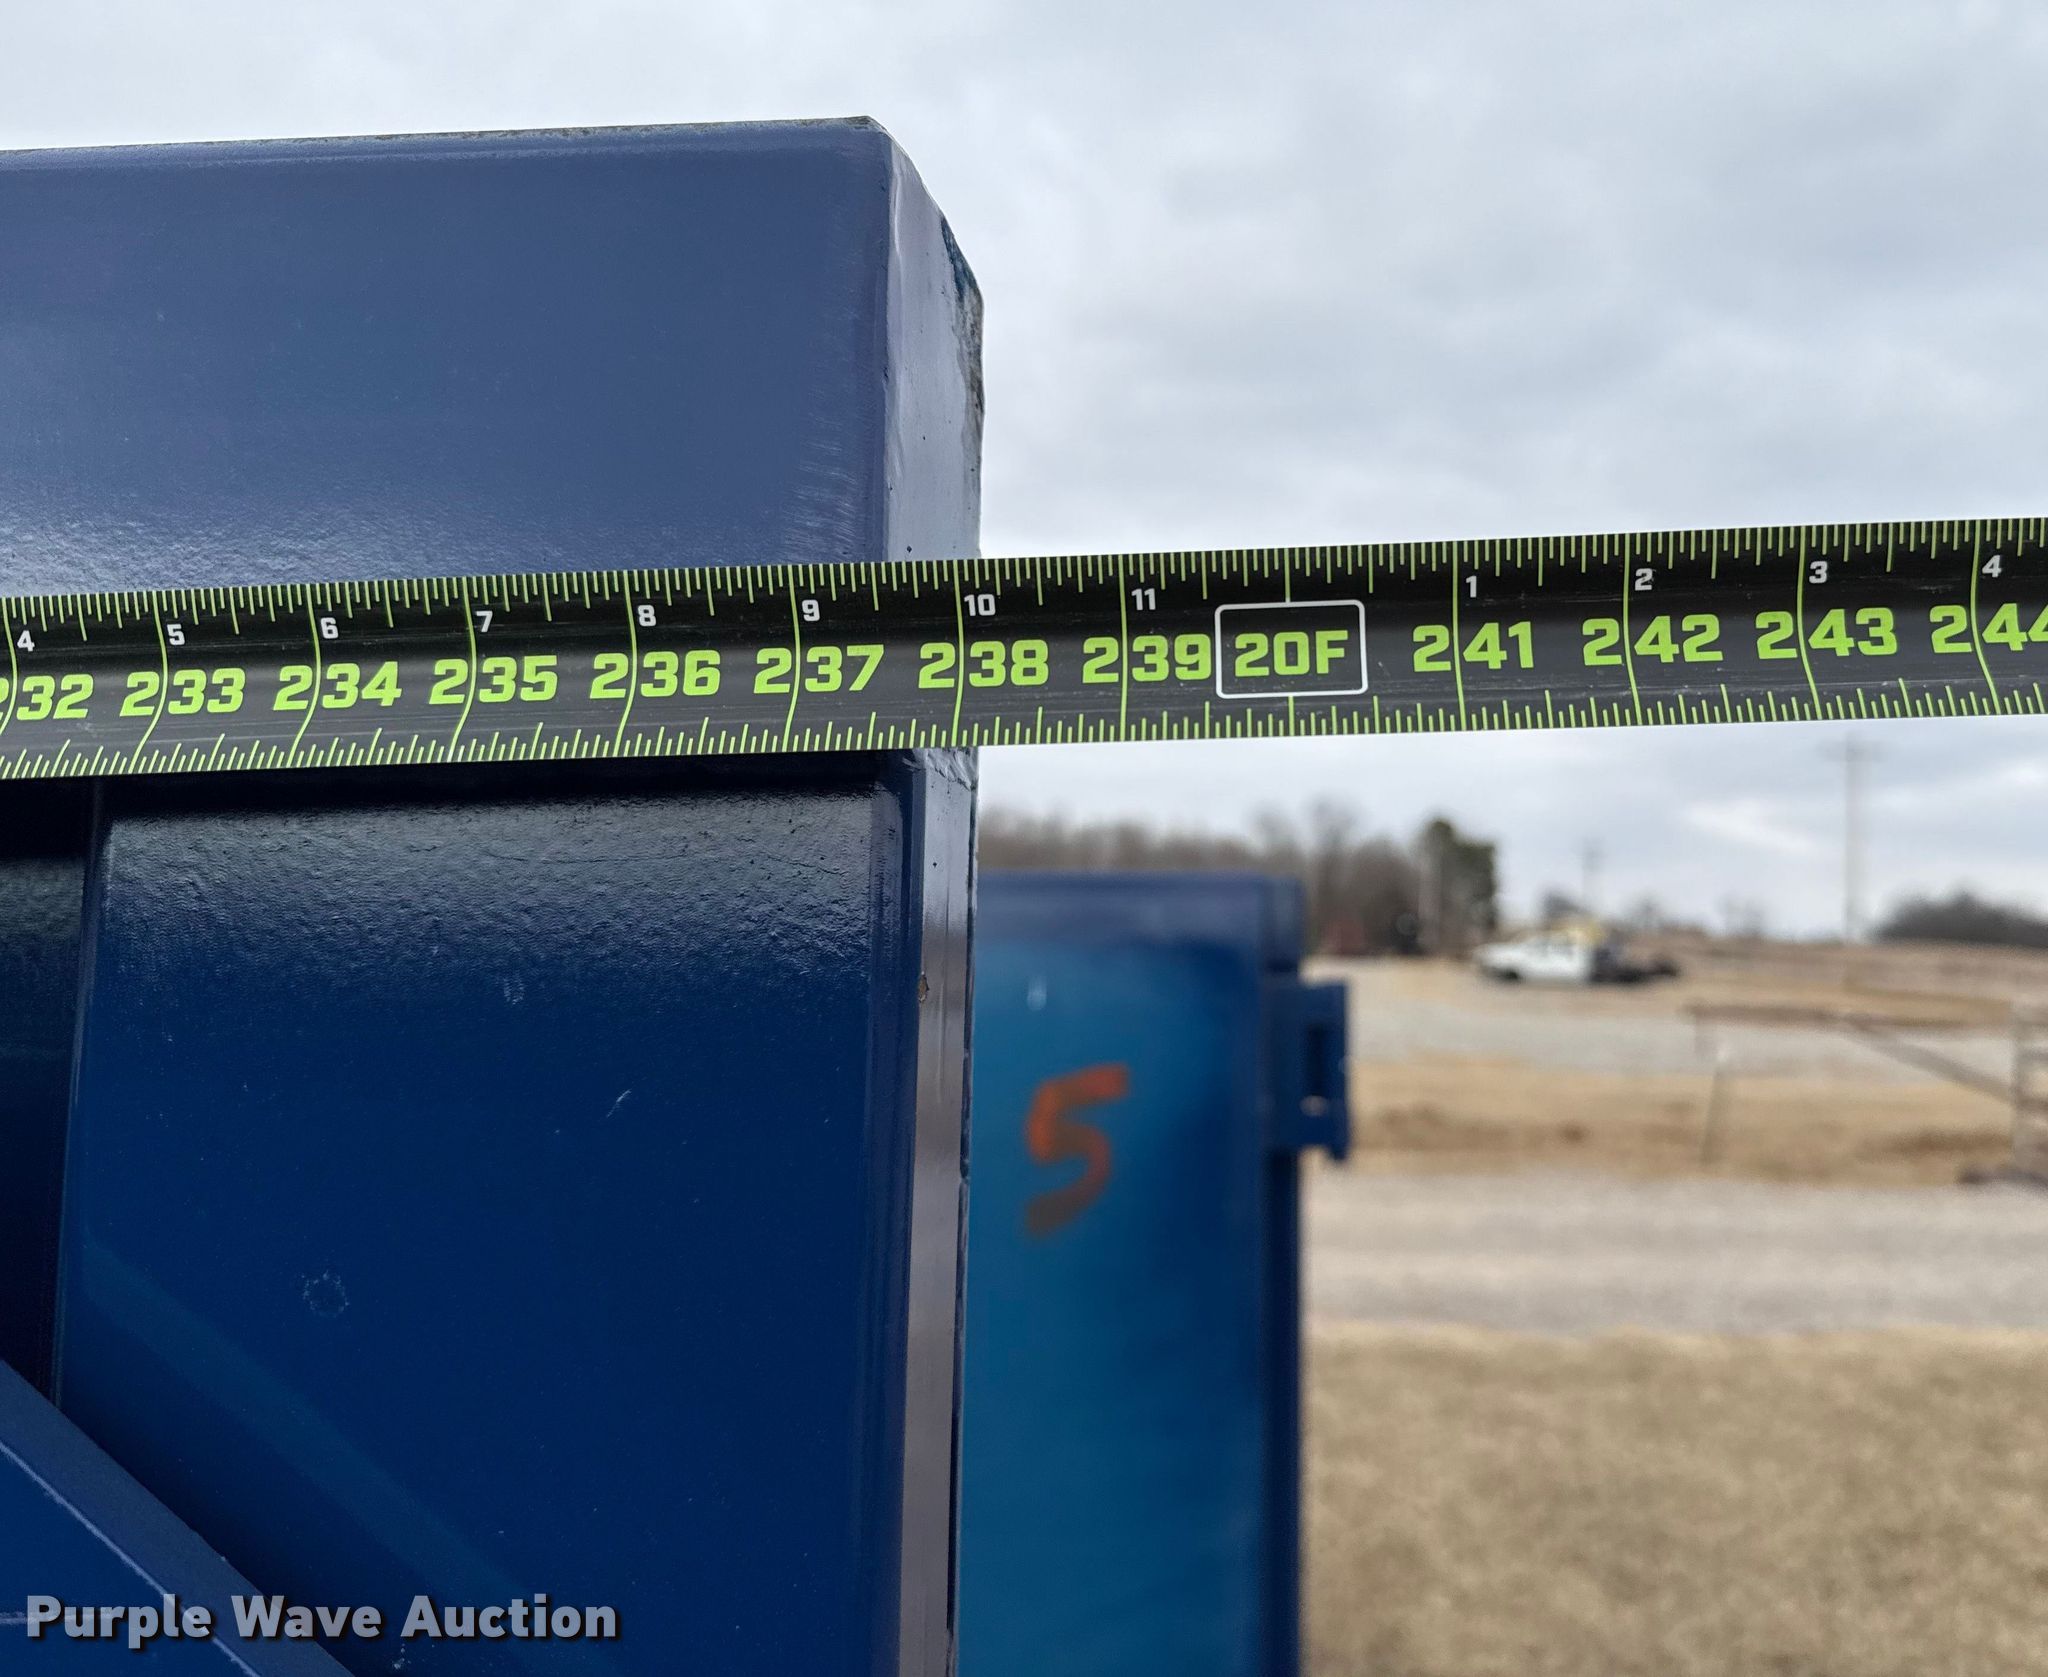 4 5 6 7 8 9 10 11 1 2 3 4
232 233 234 235 236 237 238 239 20F 241 242 243 244
5
Purple Wave Auction